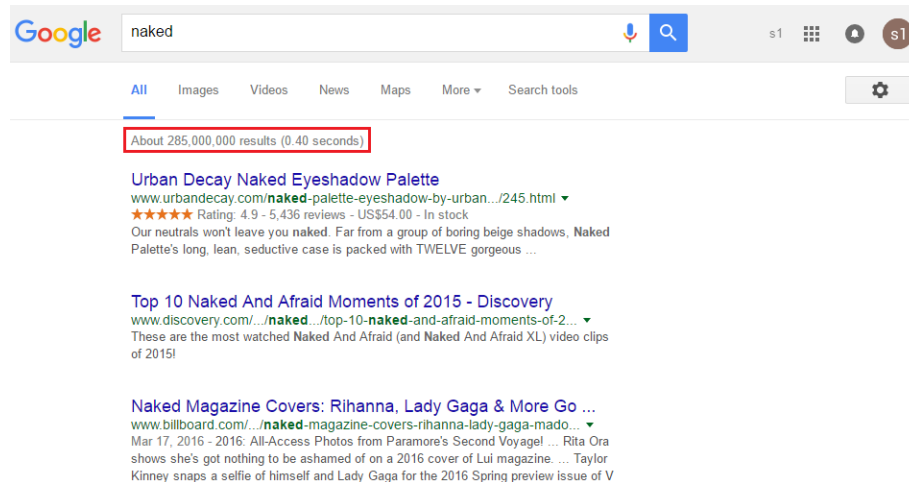 Google
naked
s1
s1
All Images Videos News Maps More Search tools
About 285,000,000 results (0.40 seconds)
Urban Decay Naked Eyeshadow Palette
www.urbandecay.com/naked-palette-eyeshadow-by-urban.../245.html
Rating: 4.9 - 5,436 reviews - US$54.00 - In stock
Our neutrals won't leave you naked. Far from a group of boring beige shadows, Naked
Palette's long, lean, seductive case is packed with TWELVE gorgeous ...
Top 10 Naked And Afraid Moments of 2015 - Discovery
www.discovery.com/.../naked.../top-10-naked-and-afraid-moments-of-2...
These are the most watched Naked And Afraid (and Naked And Afraid XL) video clips
of 2015!
Naked Magazine Covers: Rihanna, Lady Gaga & More Go ...
www.billboard.com/.../naked-magazine-covers-rihanna-lady-gaga-mado...
Mar 17, 2016 - 2016: All-Access Photos from Paramore's Second Voyage! ... Rita Ora
shows she's got nothing to be ashamed of on a 2016 cover of Lui magazine. ... Taylor
Kinney snaps a selfie of himself and Lady Gaga for the 2016 Spring preview issue of V